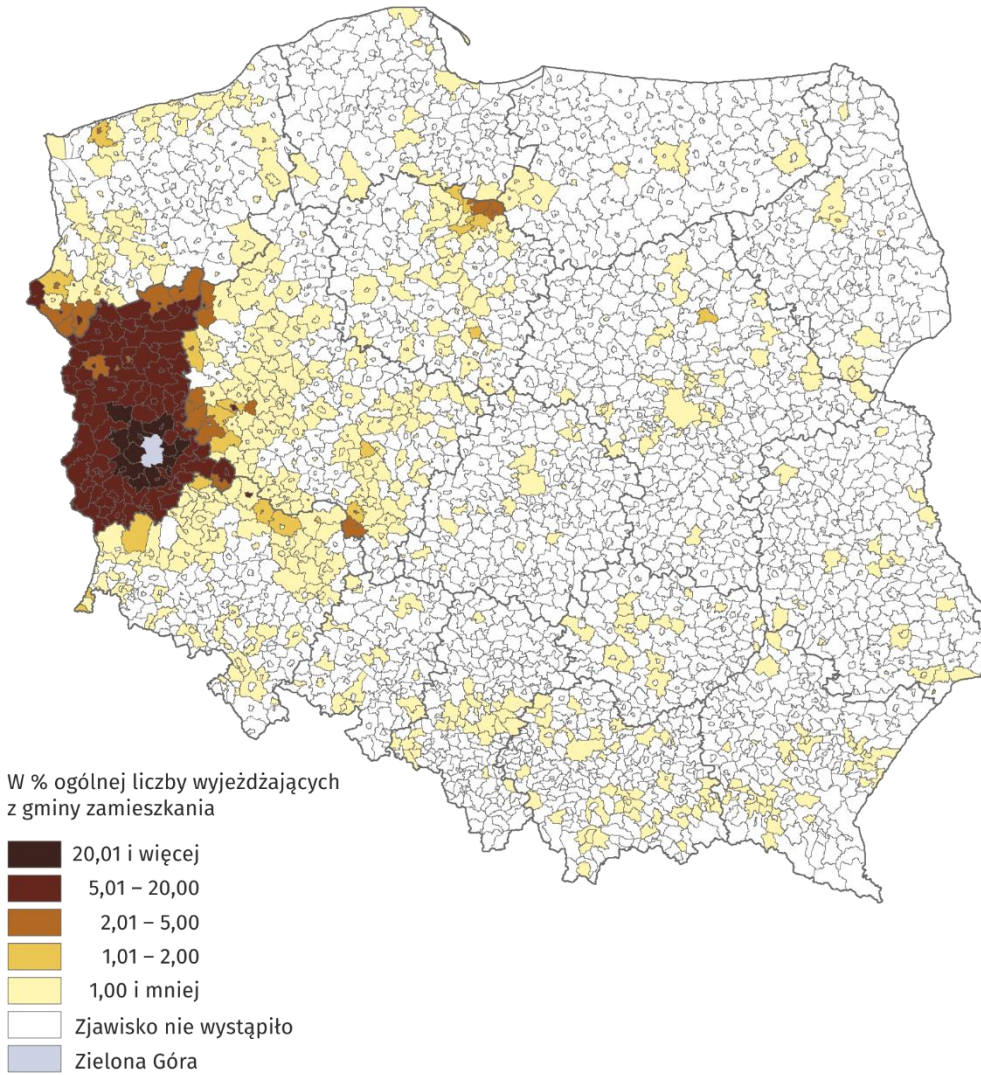 W % ogólnej liczby wyjeżdżających
z gminy zamieszkania
20,01 i więcej
5,01 – 20,00
2,01 – 5,00
1,01 – 2,00
1,00 i mniej
Zjawisko nie wystąpiło
Zielona Góra